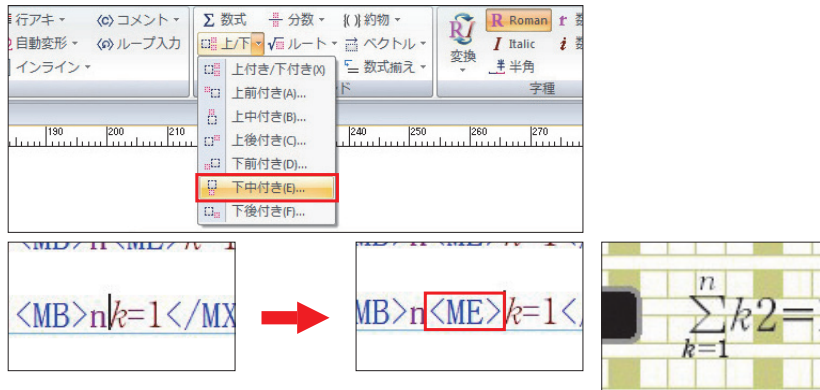 行アキ <C>コメント Σ 数式 分数 {()}約物 R Roman r
自動変形 <@>ループ入力 上/下 √ルート ベクトル I Italic i
インライン 数式揃え 変換 半角
上付き/下付き(X) 字種
上前付き(A)...
上中付き(B)...
190 200 210 上後付き(C)... 240 250 260 270
下前付き(D)...
下中付き(E)...
下後付き(F)...
<MB>nk=1</MX
MB>n<ME>k=1</
n
∑k2=
k=1